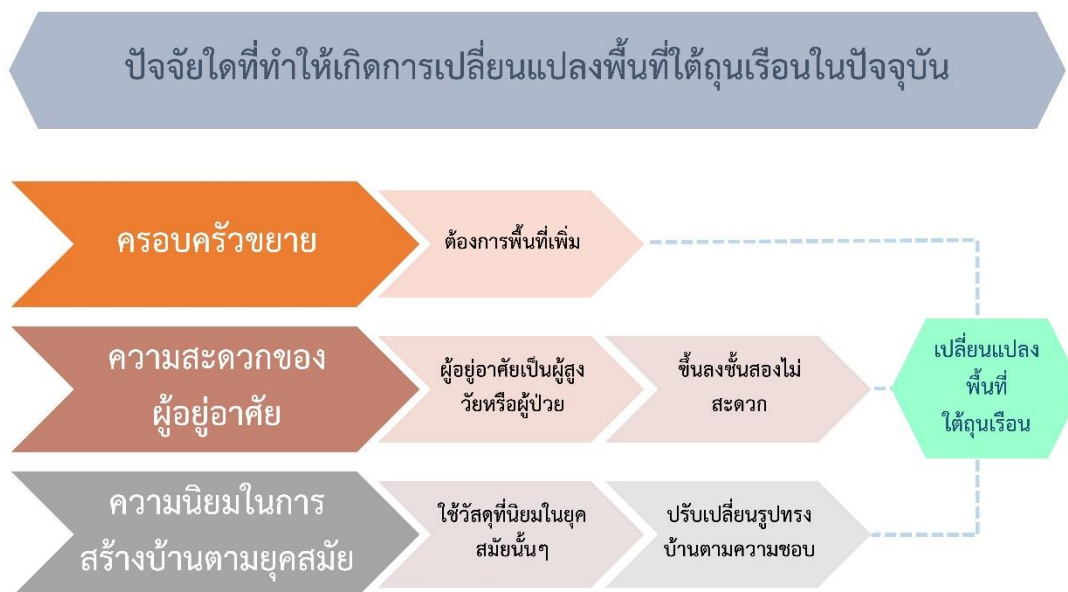 ปัจจัยใดที่ทำให้เกิดการเปลี่ยนแปลงพื้นที่ใต้ถุนเรือนในปัจจุบัน
ครอบครัวขยาย
ต้องการพื้นที่เพิ่ม
ความสะดวกของ
ผู้อยู่อาศัย
ผู้อยู่อาศัยเป็นผู้สูง
วัยหรือผู้ป่วย
ขึ้นลงชั้นสองไม่
สะดวก
ความนิยมในการ
สร้างบ้านตามยุคสมัย
ใช้วัสดุที่นิยมในยุค
สมัยนั้นๆ
ปรับเปลี่ยนรูปทรง
บ้านตามความชอบ
เปลี่ยนแปลง
พื้นที่
ใต้ถุนเรือน